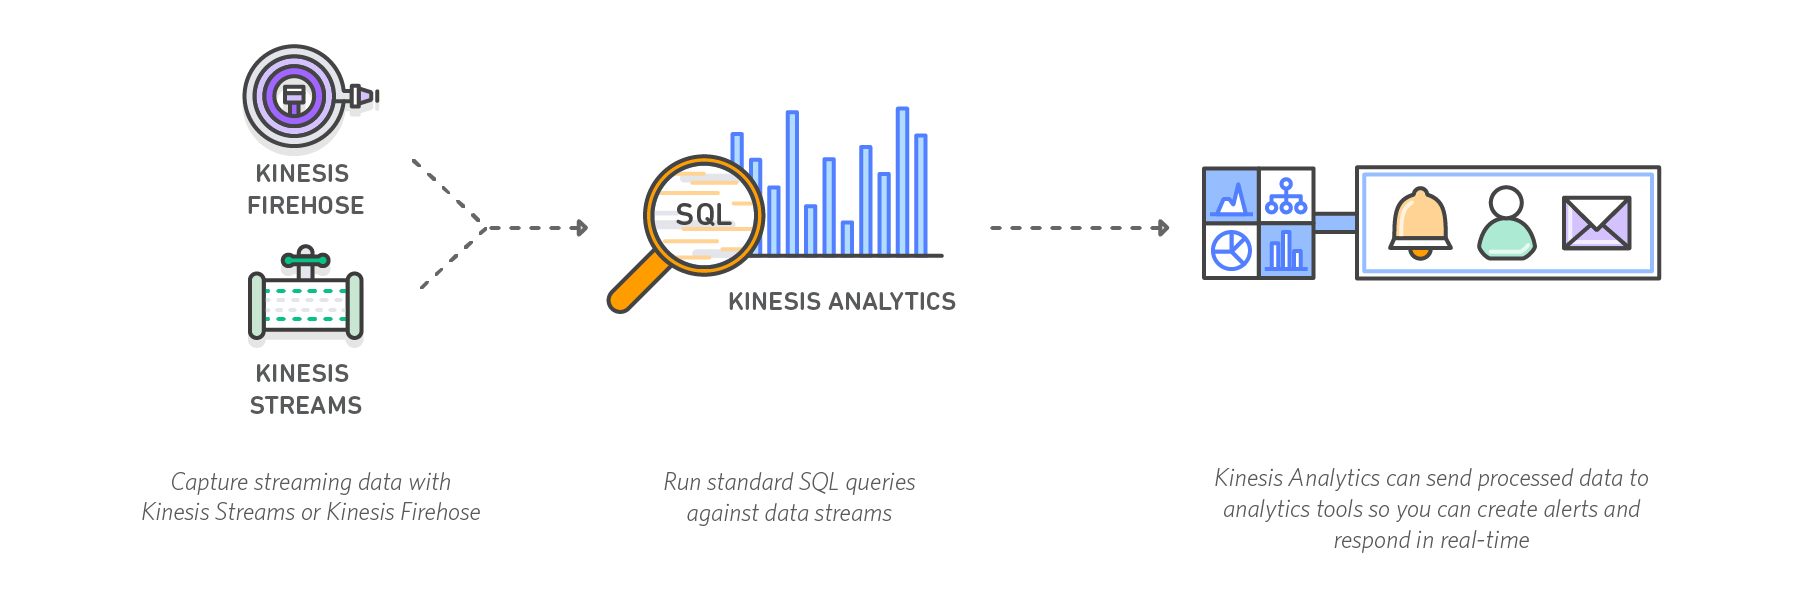 KINESIS
FIREHOSE
KINESIS
STREAMS
Capture streaming data with
Kinesis Streams or Kinesis Firehose
SQL
KINESIS ANALYTICS
Run standard SQL queries
against data streams
Kinesis Analytics can send processed data to
analytics tools so you can create alerts and
respond in real-time